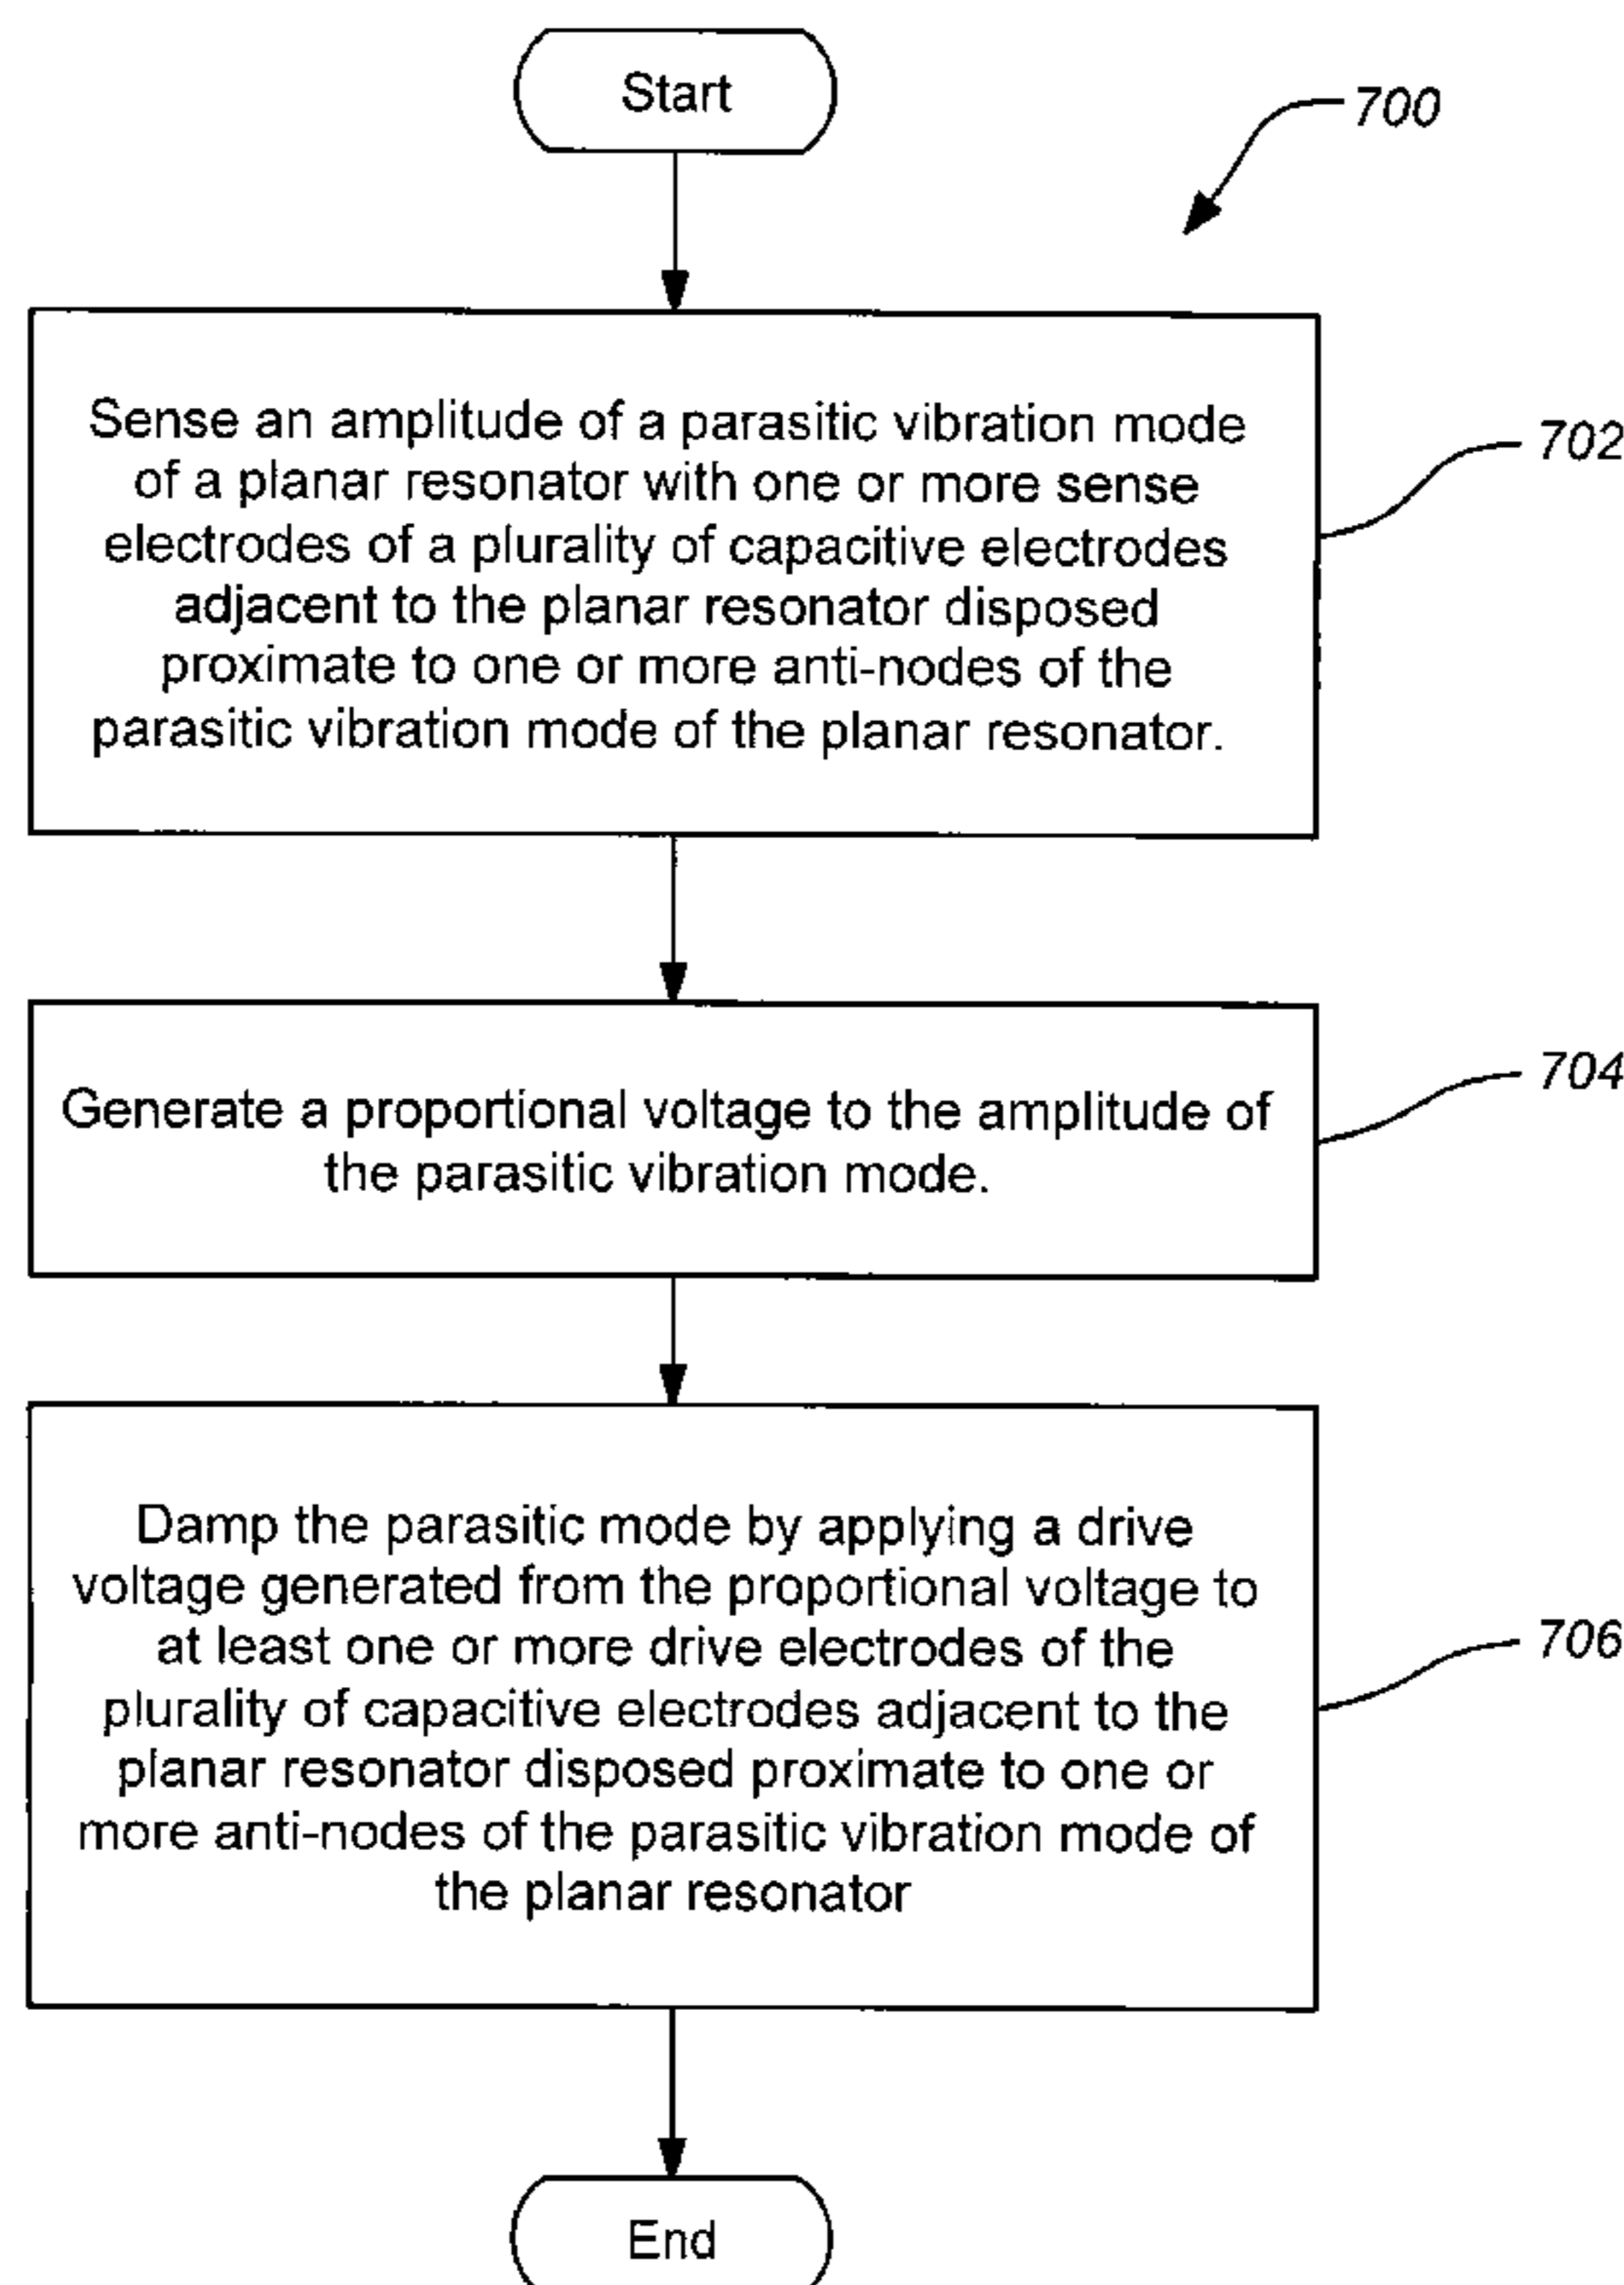 Start
700
Sense an amplitude of a parasitic vibration mode
of a planar resonator with one or more sense
electrodes of a plurality of capacitive electrodes
adjacent to the planar resonator disposed
proximate to one or more anti-nodes of the
parasitic vibration mode of the planar resonator.
702
Generate a proportional voltage to the amplitude of
the parasitic vibration mode.
704
Damp the parasitic mode by applying a drive
voltage generated from the proportional voltage to
at least one or more drive electrodes of the
plurality of capacitive electrodes adjacent to the
planar resonator disposed proximate to one or
more anti-nodes of the parasitic vibration mode of
the planar resonator
706
End